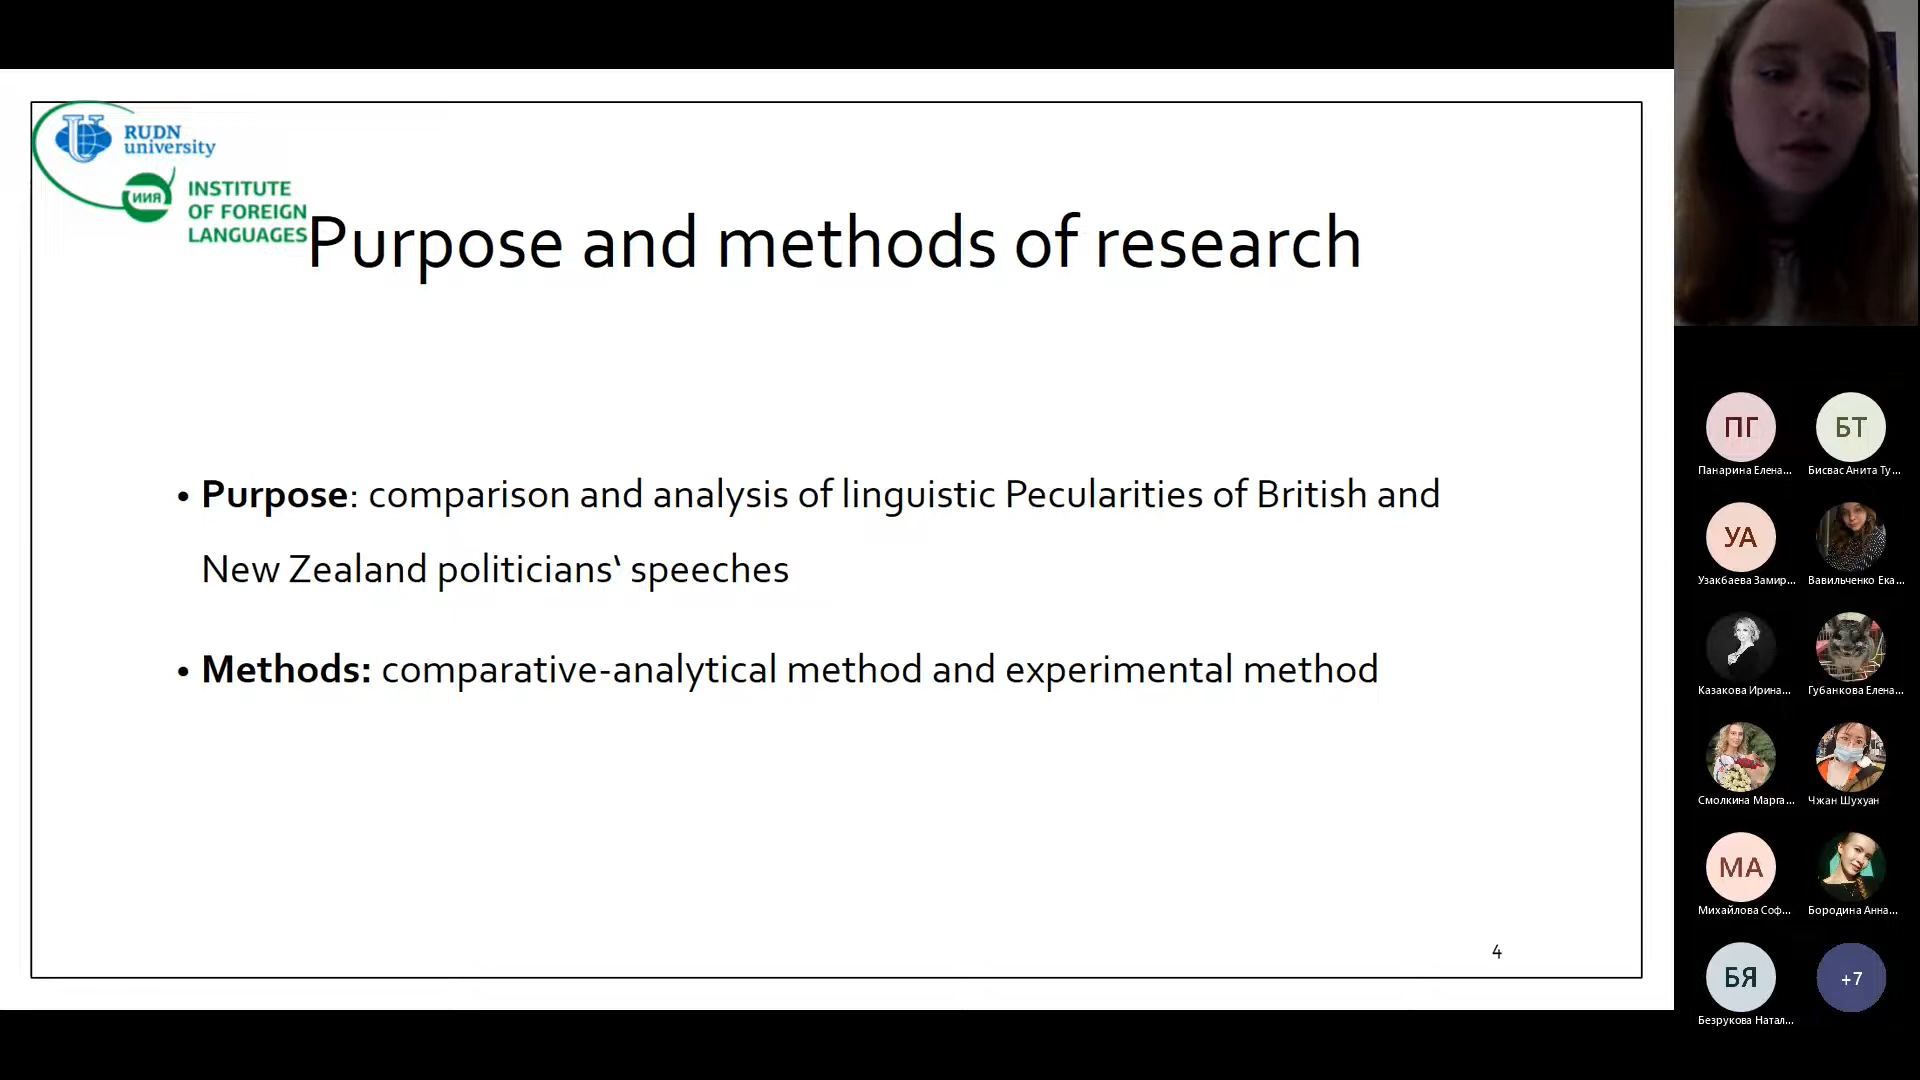 RUDN
university
ИИЯ
INSTITUTE
OF FOREIGN
LANGUAGES
Purpose and methods of research
• Purpose: comparison and analysis of linguistic Pecularities of British and
New Zealand politicians‘ speeches
• Methods: comparative-analytical method and experimental method
4
ПГ
БТ
Панарина Елена...
Бисвас Анита Ту...
УА
Узакбаева Замир...
Вавильченко Ека...
Казакова Ирина...
Губанкова Елена...
Смолкина Марга...
Чжан Шухуан
МА
Михайлова Соф...
Бородина Анна...
БЯ
+7
Безрукова Натал...